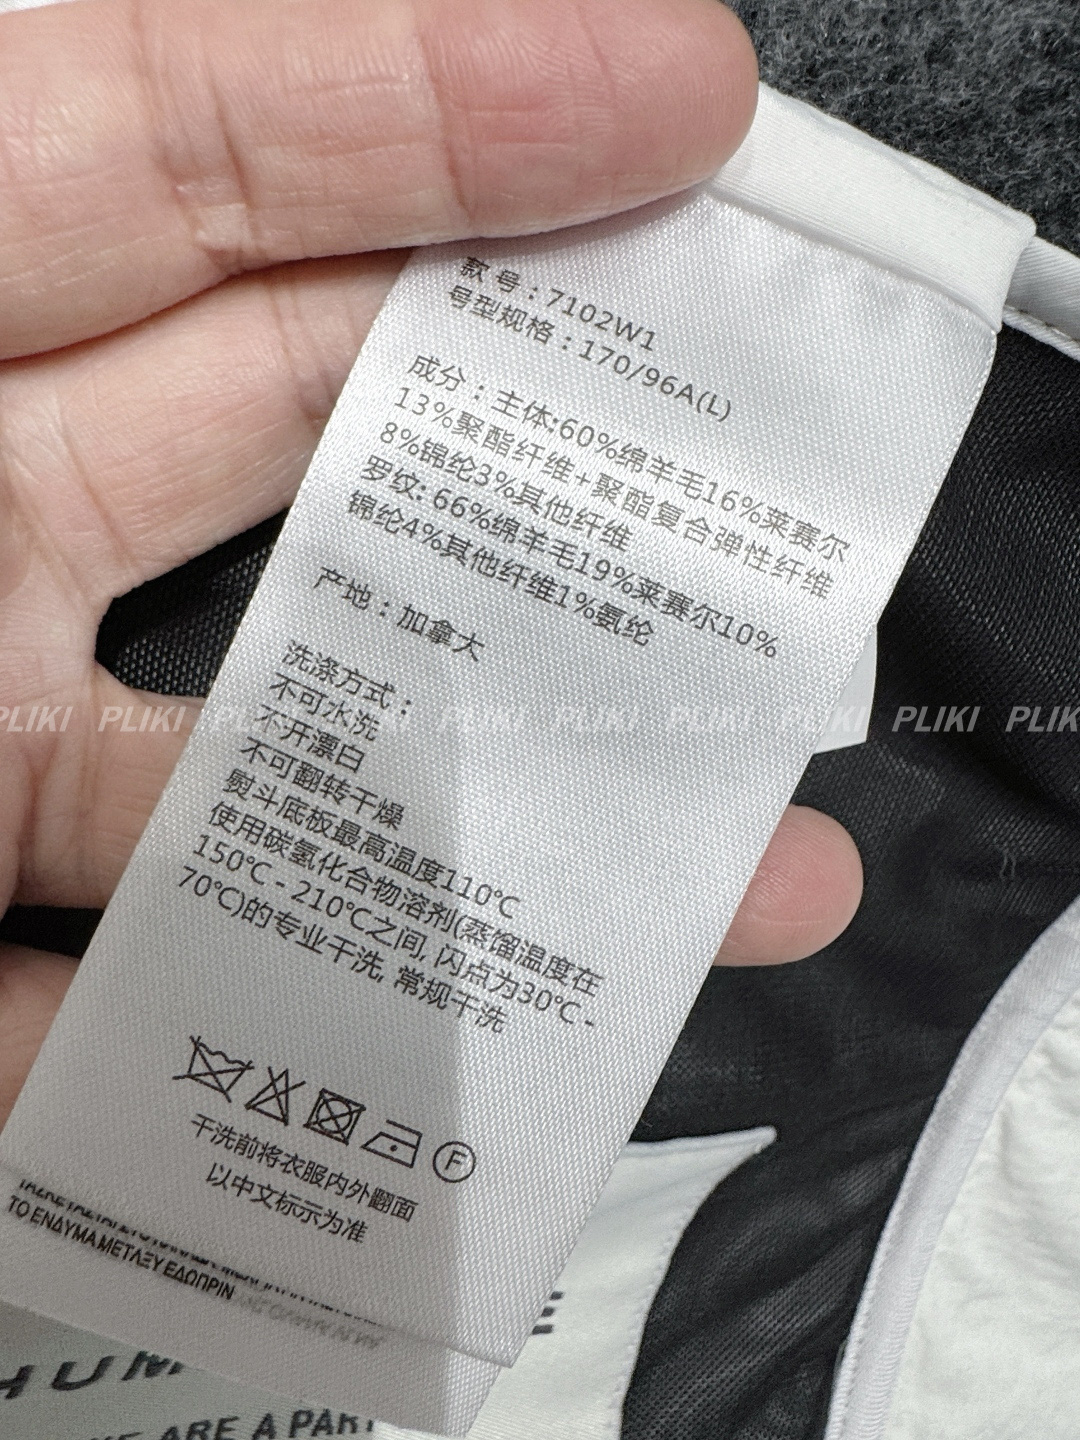 款 号：7102W1
号型规格：170/96A(L)
成分：主体:60%绵羊毛16%莱赛尔
13%聚酯纤维+聚酯复合弹性纤维
8%锦纶3%其他纤维
罗纹: 66%绵羊毛19%莱赛尔10%
锦纶4%其他纤维1%氨纶
产地：加拿大
洗涤方式：
不可水洗
不开漂白
不可翻转干燥
熨斗底板最高温度110℃
使用碳氢化合物溶剂(蒸馏温度在
150℃ - 210℃之间, 闪点为30℃ -
70℃)的专业干洗, 常规干洗
F
干洗前将衣服内外翻面
以中文标示为准
ΤΟ ΕΝΔΥΜΑ ΜΕΤΑΞΥ ΕΔΩΠΡΙΝ
HUM
ARE A PART
PLIKI PLIKI PLIKI PLIKI PLIKI PLIKI PLIKI PLIKI PLIKI PLIK